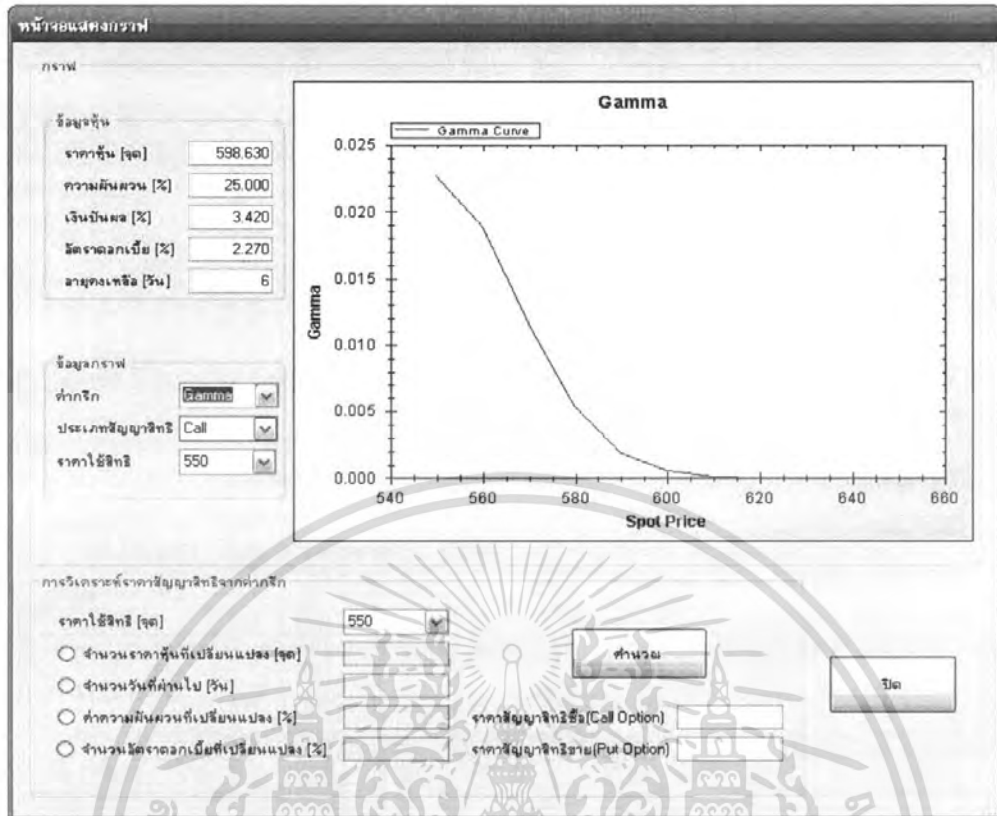 หน้าจอแสดงกราฟ
กราฟ
ข้อมูลหุ้น
ราคาหุ้น [จุด] 598.630
ความผันผวน [%] 25.000
เงินปันผล [%] 3.420
อัตราดอกเบี้ย [%] 2.270
อายุคงเหลือ [วัน] 6
ข้อมูลกราฟ
ค่ากรีก Gamma
ประเภทสัญญาสิทธิ Call
ราคาใช้สิทธิ 550
Gamma
Gamma Curve
0.025
0.020
0.015
0.010
0.005
0.000
Gamma
540 560 580 600 620 640 660
Spot Price
การวิเคราะห์ราคาสัญญาสิทธิจากค่ากรีก
ราคาใช้สิทธิ [จุด] 550
จำนวนราคาหุ้นที่เปลี่ยนแปลง [จุด]
จำนวนวันที่ผ่านไป [วัน]
ค่าความผันผวนที่เปลี่ยนแปลง [%]
จำนวนอัตราดอกเบี้ยที่เปลี่ยนแปลง [%]
คำนวณ
ราคาสัญญาสิทธิซื้อ(Call Option)
ราคาสัญญาสิทธิขาย(Put Option)
ปิด